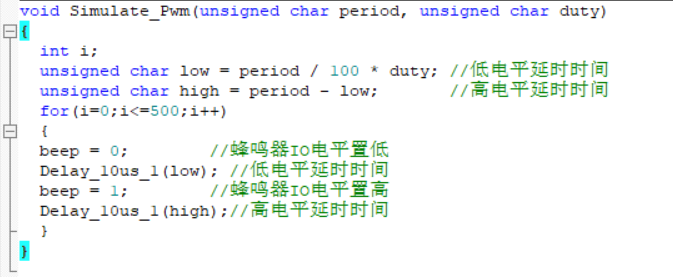 void Simulate_Pwm(unsigned char period, unsigned char duty)
{
int i;
unsigned char low = period / 100 * duty; //低电平延时时间
unsigned char high = period - low; //高电平延时时间
for(i=0;i<=500;i++)
{
beep = 0; //蜂鸣器IO电平置低
Delay_10us_1(low); //低电平延时时间
beep = 1; //蜂鸣器IO电平置高
Delay_10us_1(high);//高电平延时时间
}
}